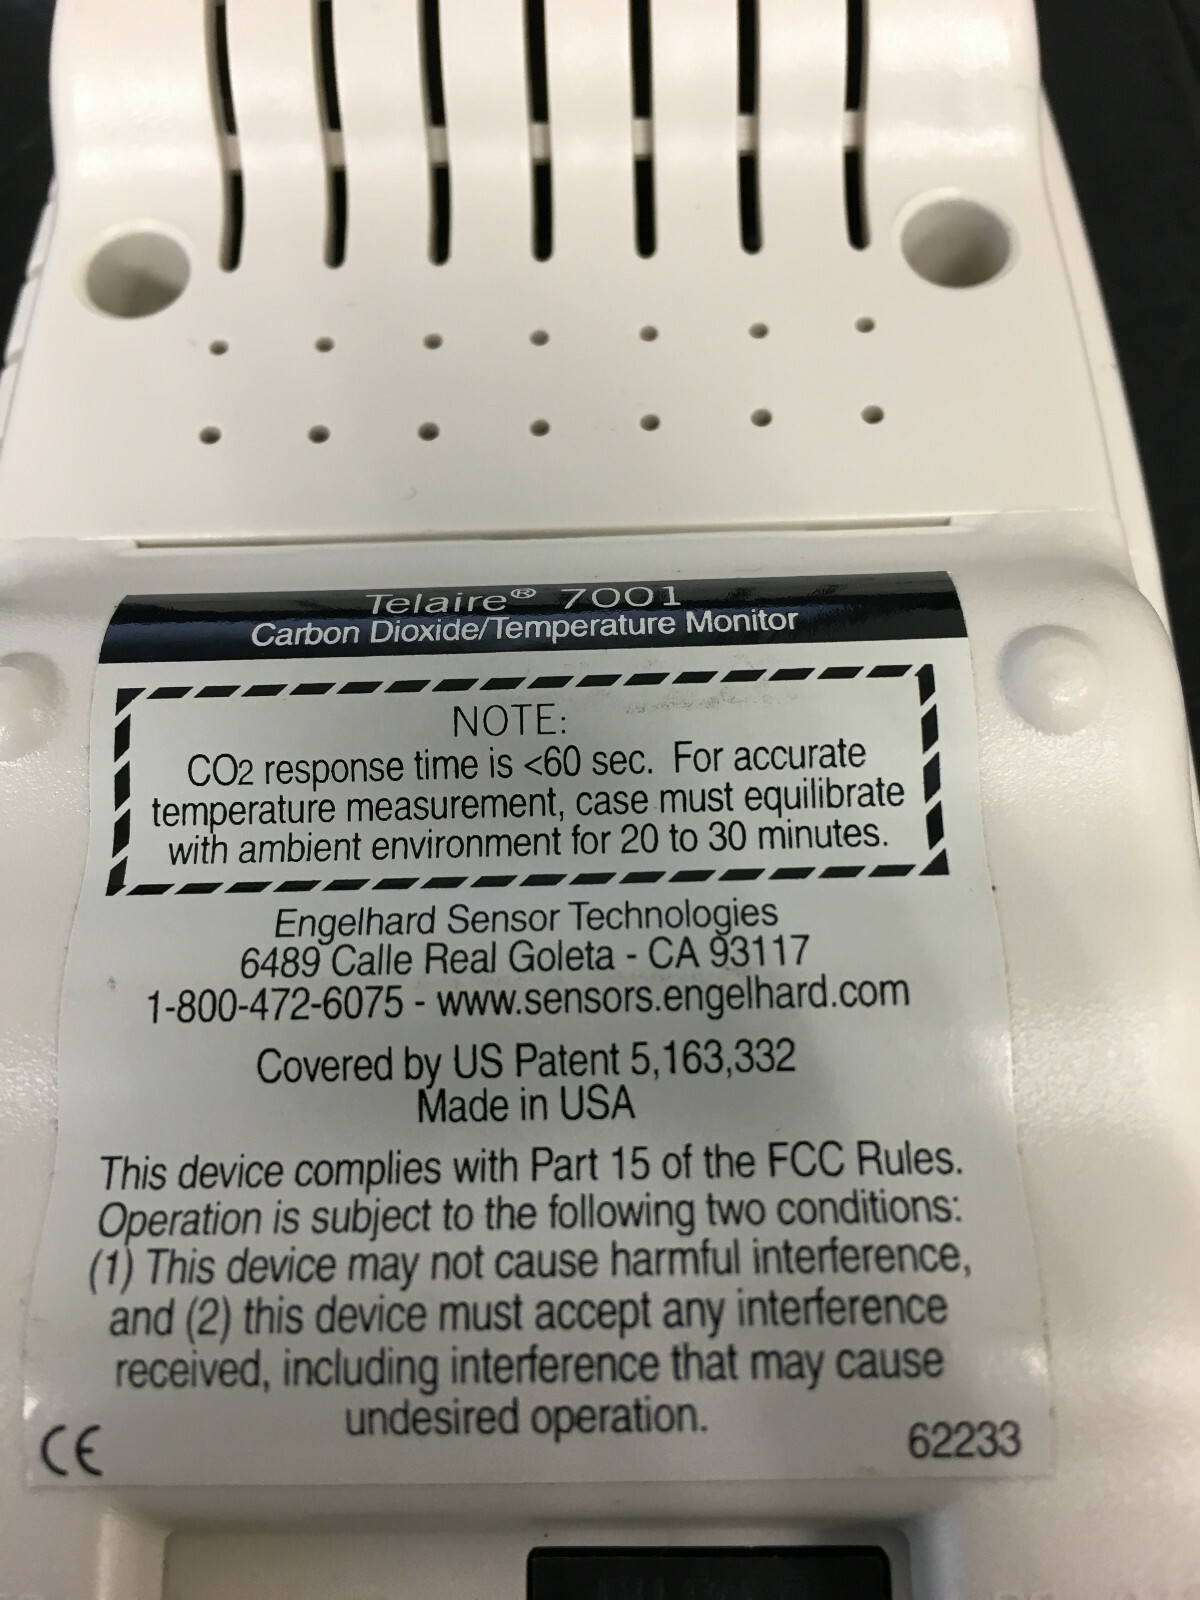 Telaire® 7001
Carbon Dioxide/Temperature Monitor
NOTE:
CO2 response time is <60 sec. For accurate
temperature measurement, case must equilibrate
with ambient environment for 20 to 30 minutes.
Engelhard Sensor Technologies
6489 Calle Real Goleta - CA 93117
1-800-472-6075 - www.sensors.engelhard.com
Covered by US Patent 5,163,332
Made in USA
This device complies with Part 15 of the FCC Rules.
Operation is subject to the following two conditions:
(1) This device may not cause harmful interference,
and (2) this device must accept any interference
received, including interference that may cause
undesired operation.
CE 62233